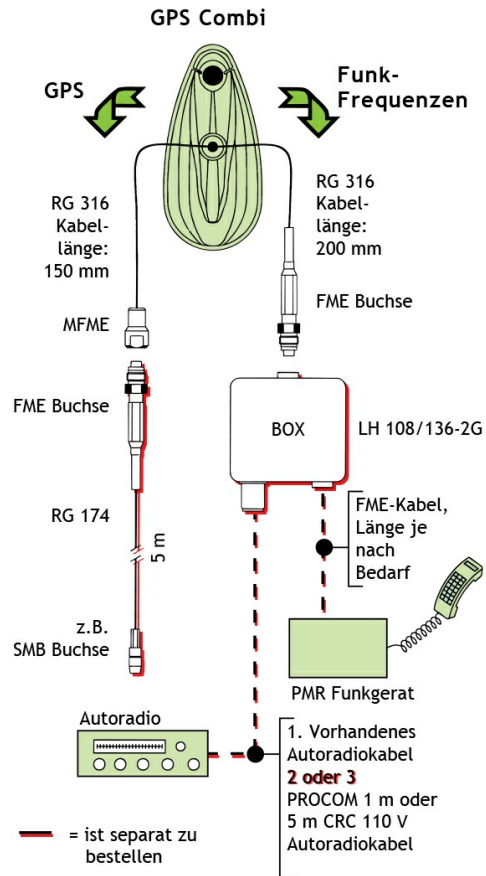 GPS Combi
GPS
Funk-
Frequenzen
RG 316
Kabel-
länge:
150 mm
RG 316
Kabel-
länge:
200 mm
FME Buchse
MFME
FME Buchse
BOX
LH 108/136-2G
RG 174
5 m
FME-Kabel,
Länge je
nach
Bedarf
z.B.
SMB Buchse
PMR Funkgerat
Autoradio
1. Vorhandenes
Autoradiokabel
2 oder 3
PROCOM 1 m oder
5 m CRC 110 V
Autoradiokabel
= ist separat zu
bestellen